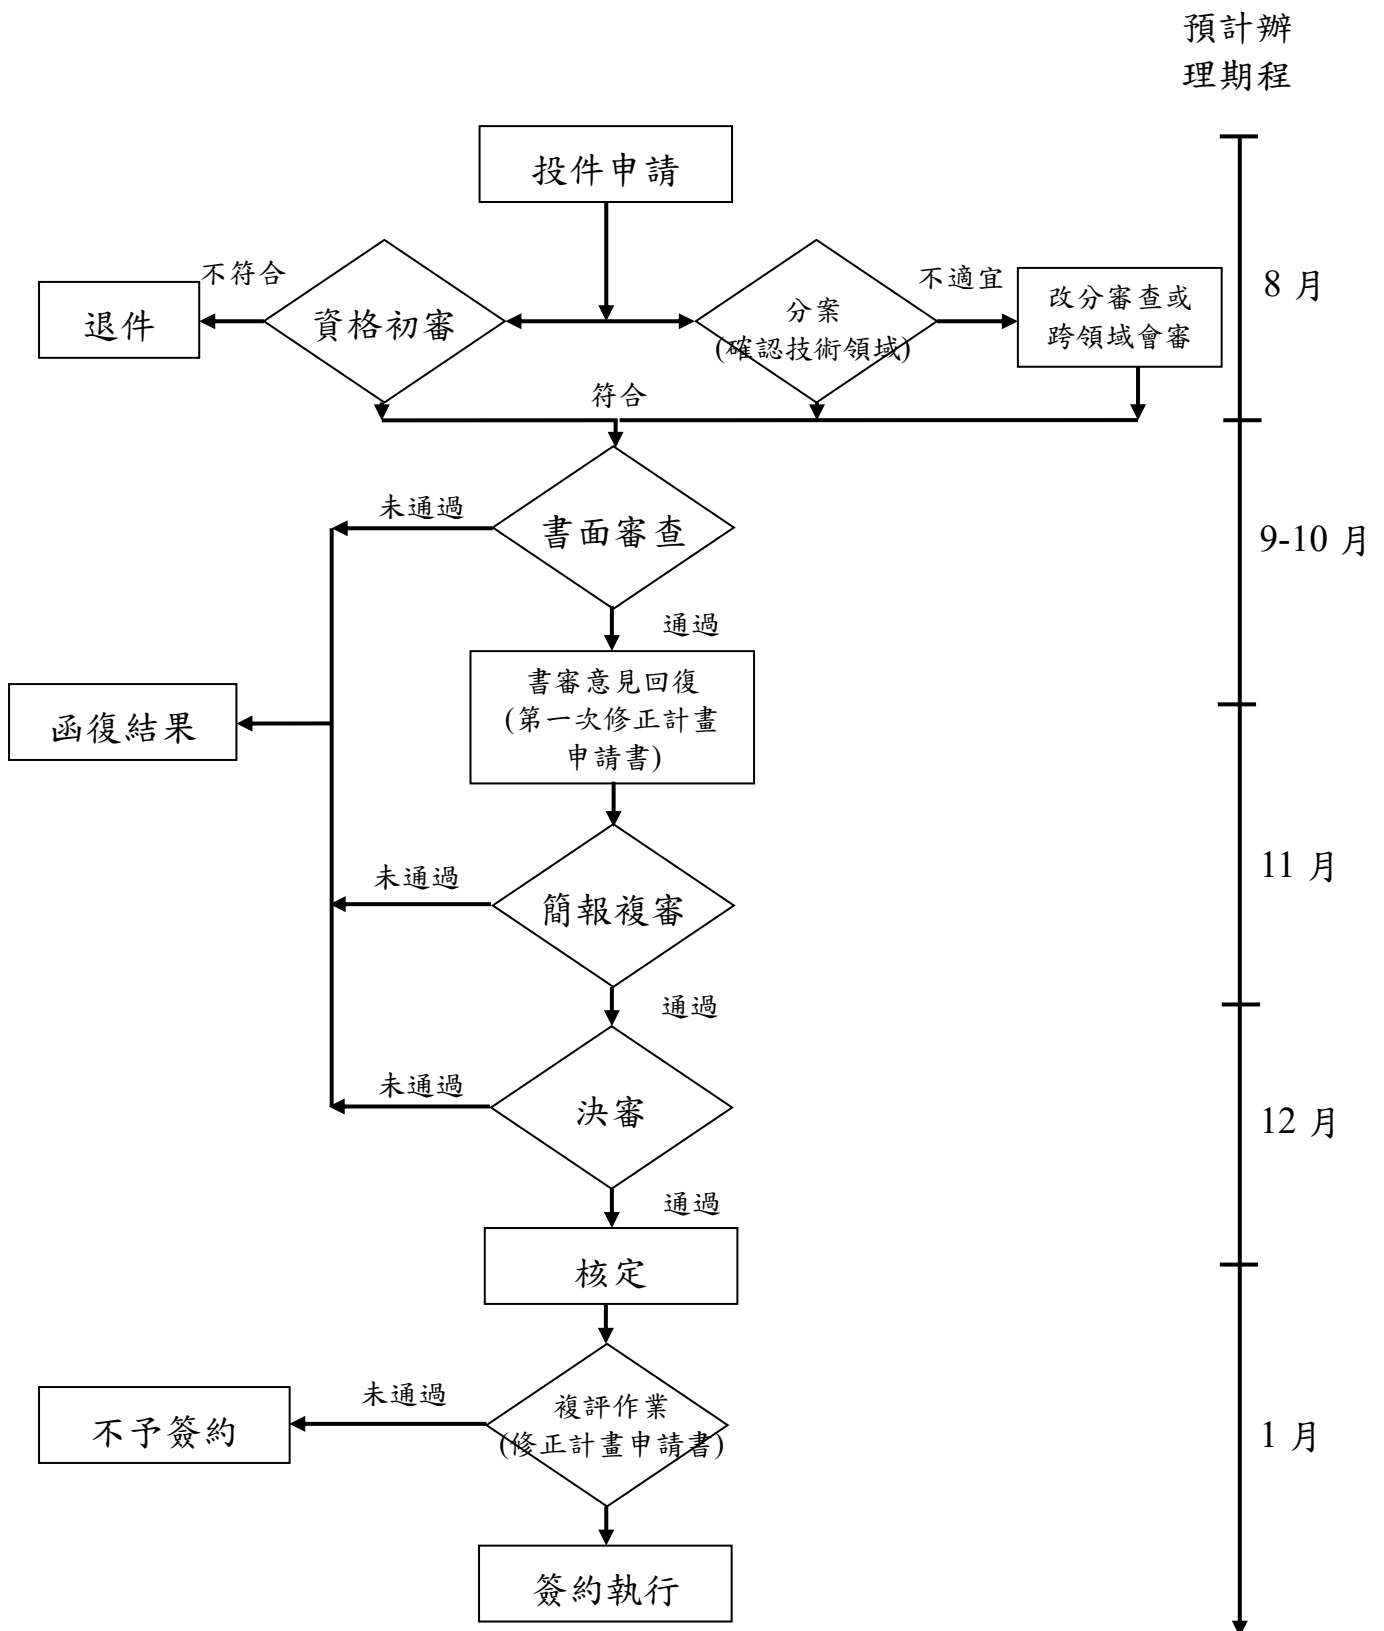 預計辦
理期程
投件申請
不符合
退件
資格初審
分案
(確認技術領域)
不適宜
改分審查或
跨領域會審
8 月
符合
未通過
書面審查
9-10 月
通過
書審意見回復
(第一次修正計畫
申請書)
函復結果
未通過
簡報複審
11 月
通過
未通過
決審
12 月
通過
核定
未通過
不予簽約
複評作業
(修正計畫申請書)
1 月
簽約執行